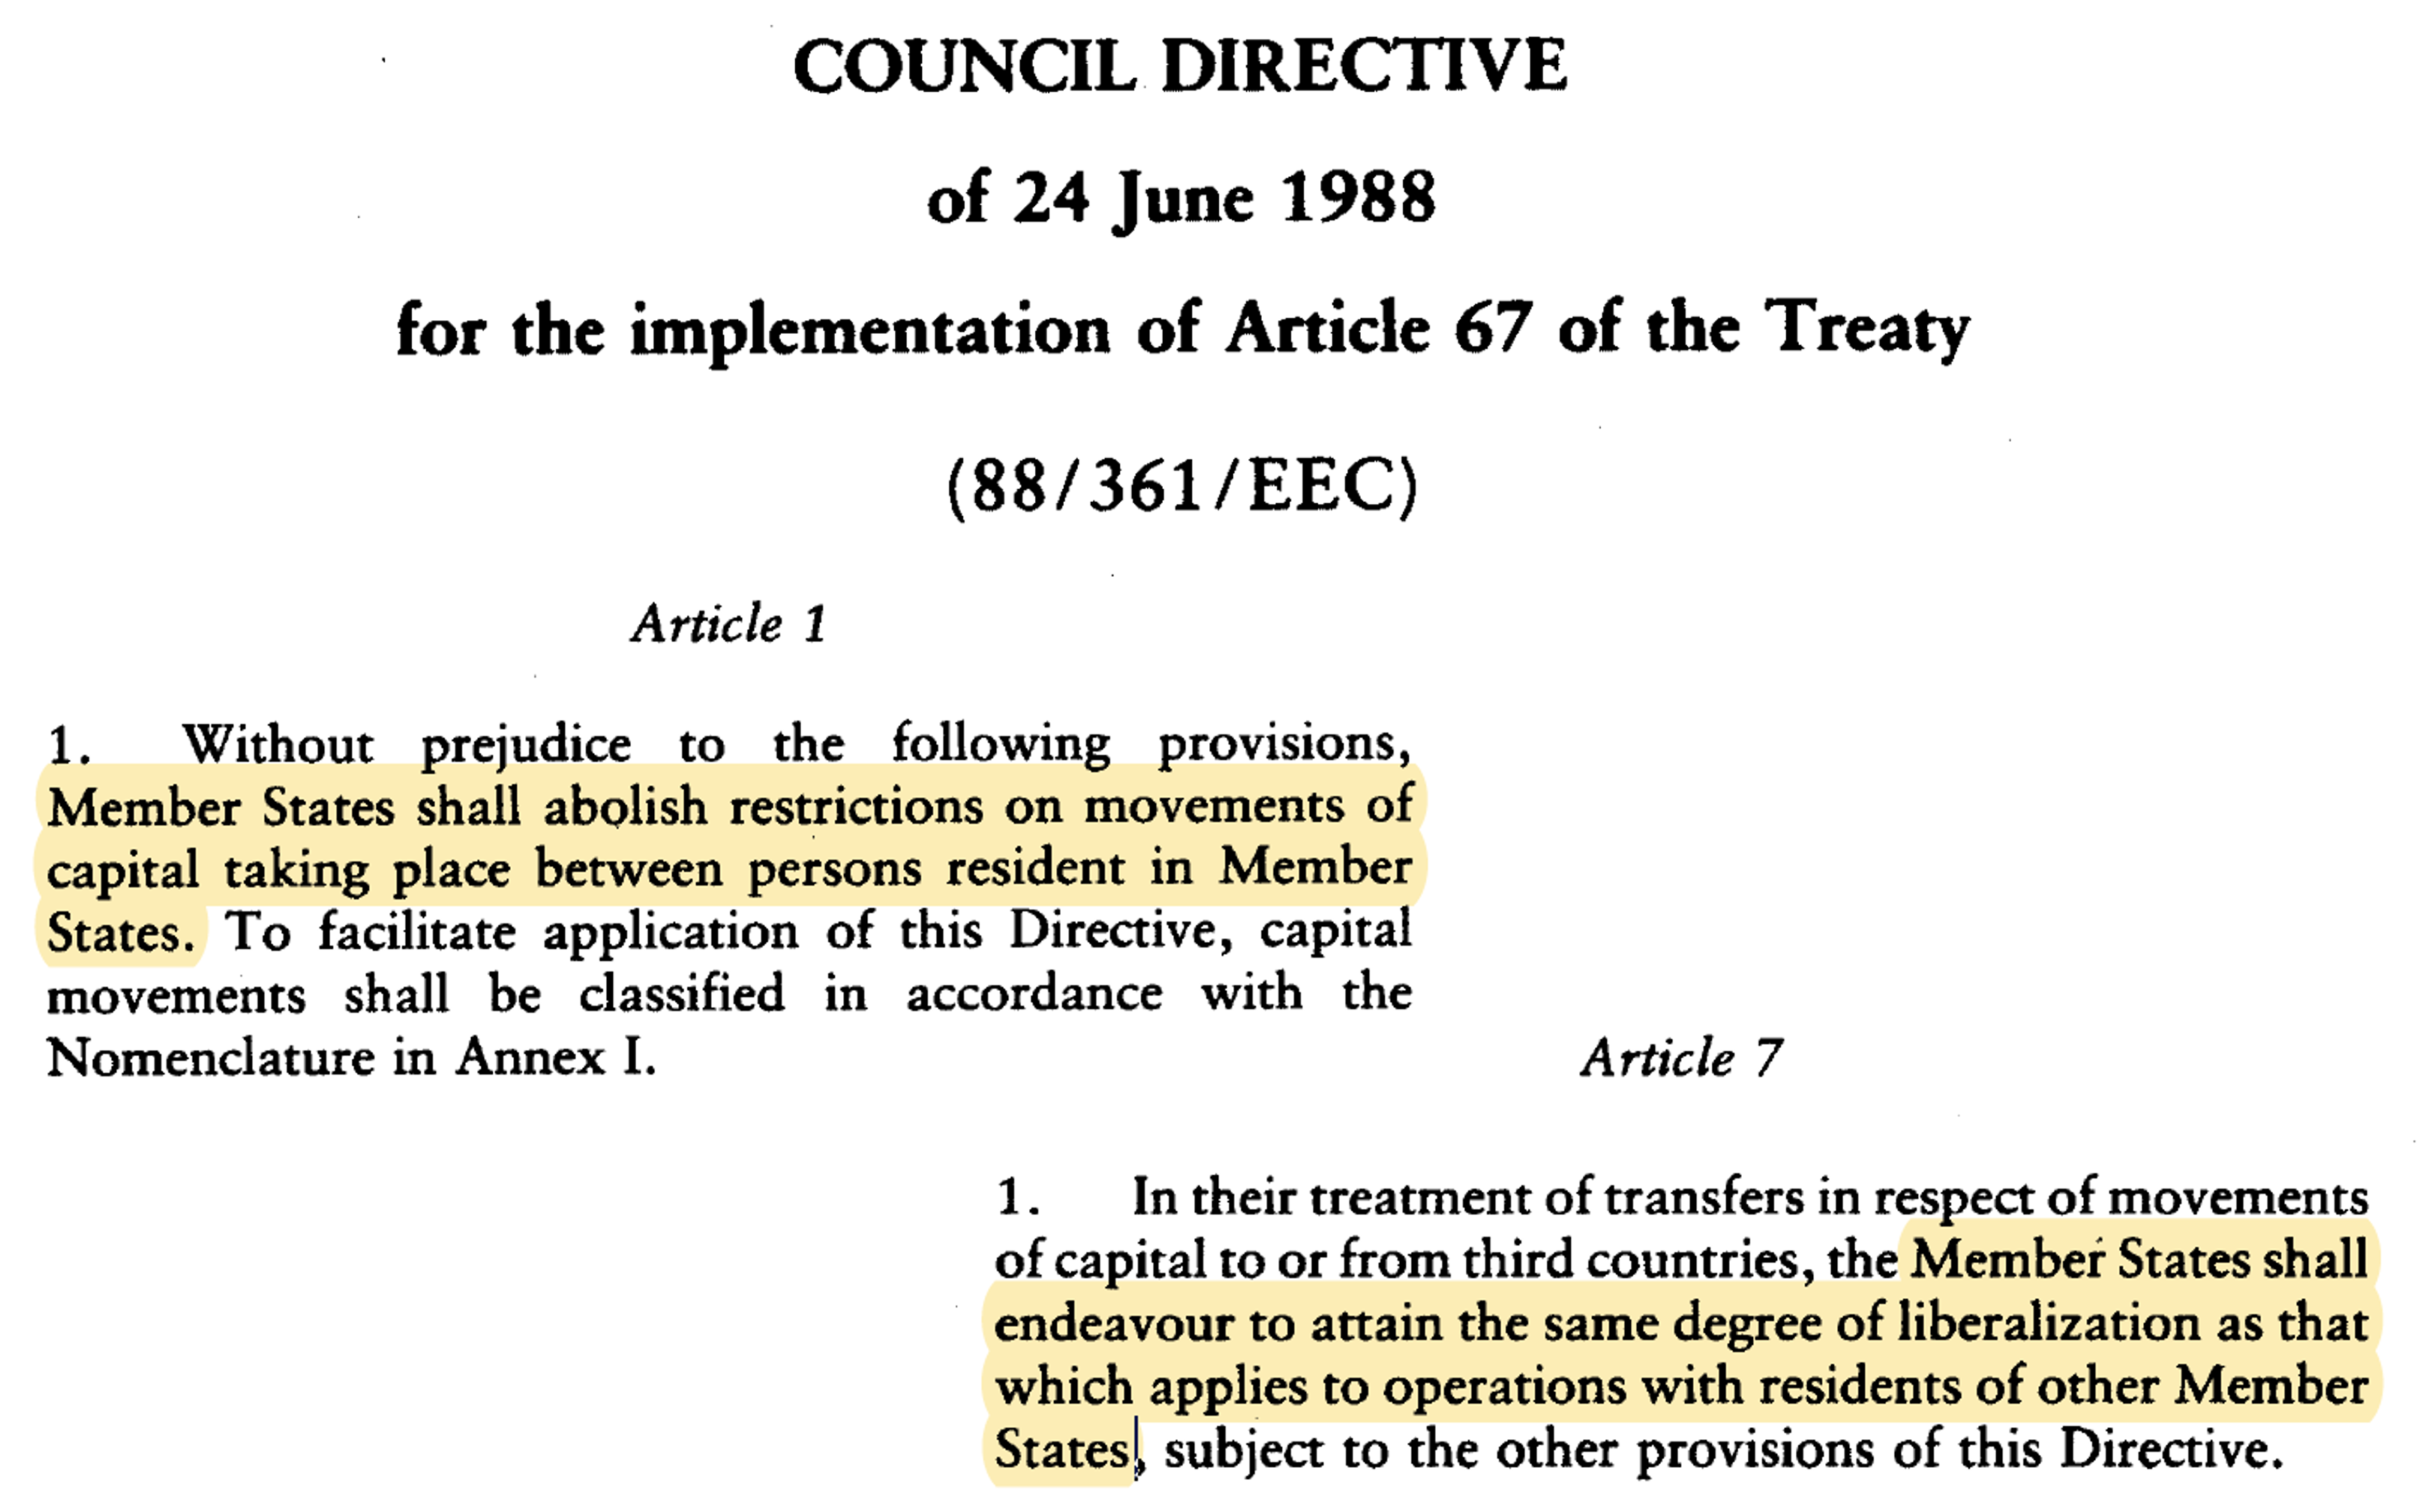 COUNCIL DIRECTIVE
of 24 June 1988
for the implementation of Article 67 of the Treaty
(88/361/EEC)
Article 1
1. Without prejudice to the following provisions,
Member States shall abolish restrictions on movements of
capital taking place between persons resident in Member
States. To facilitate application of this Directive, capital
movements shall be classified in accordance with the
Nomenclature in Annex I.
Article 7
1. In their treatment of transfers in respect of movements
of capital to or from third countries, the Member States shall
endeavour to attain the same degree of liberalization as that
which applies to operations with residents of other Member
States, subject to the other provisions of this Directive.